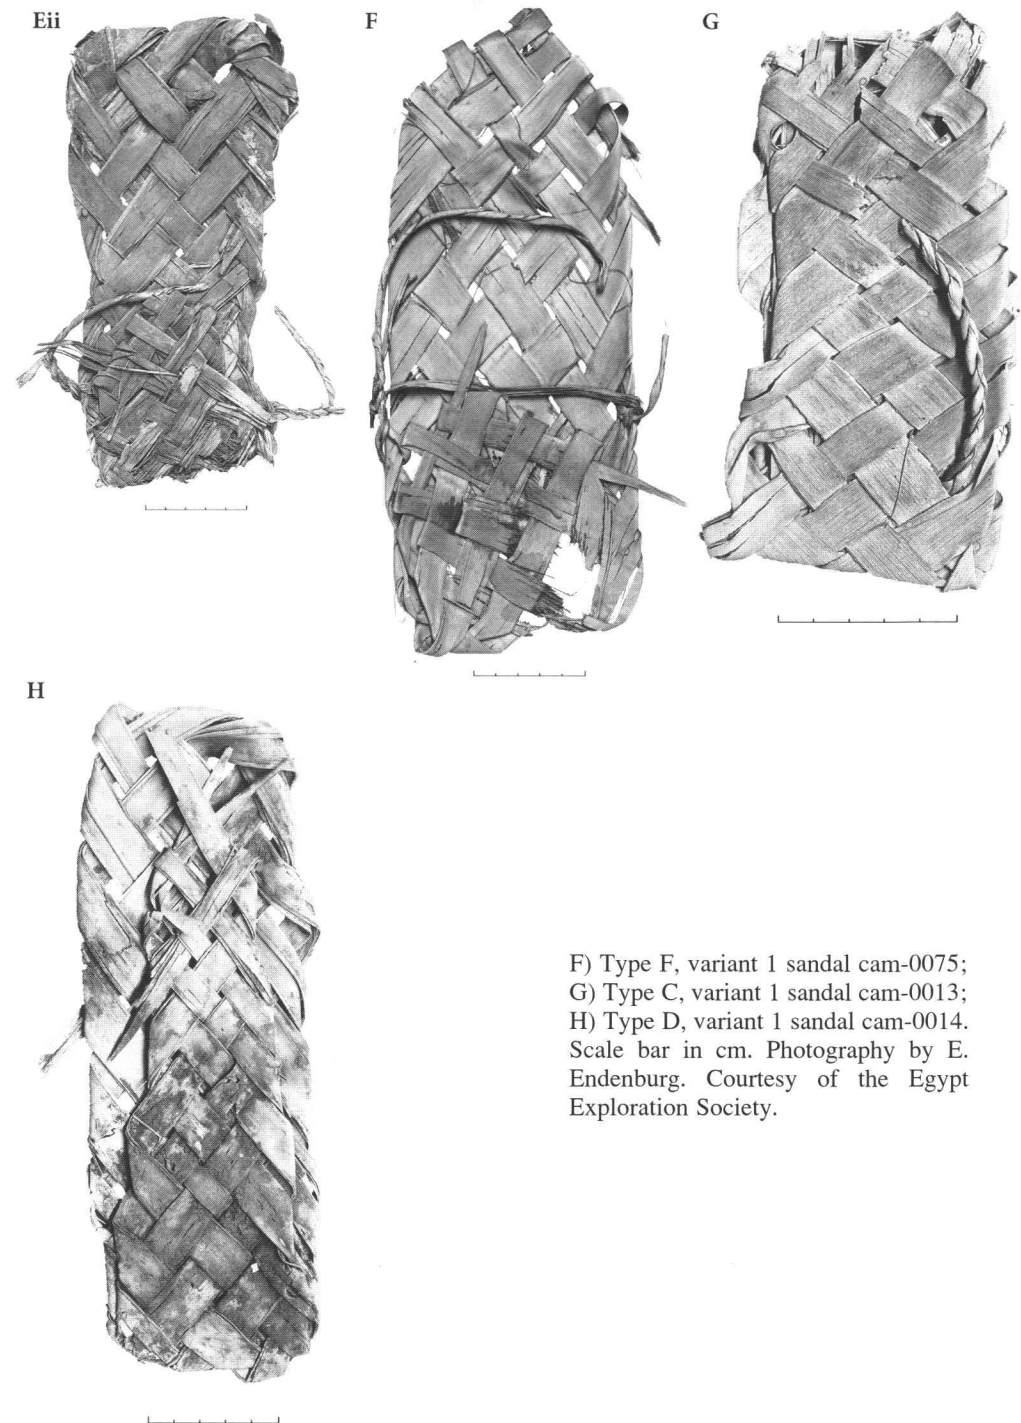 Eii
F
G
H
F) Type F, variant 1 sandal cam-0075;
G) Type C, variant 1 sandal cam-0013;
H) Type D, variant 1 sandal cam-0014.
Scale bar in cm. Photography by E.
Endenburg. Courtesy of the Egypt
Exploration Society.